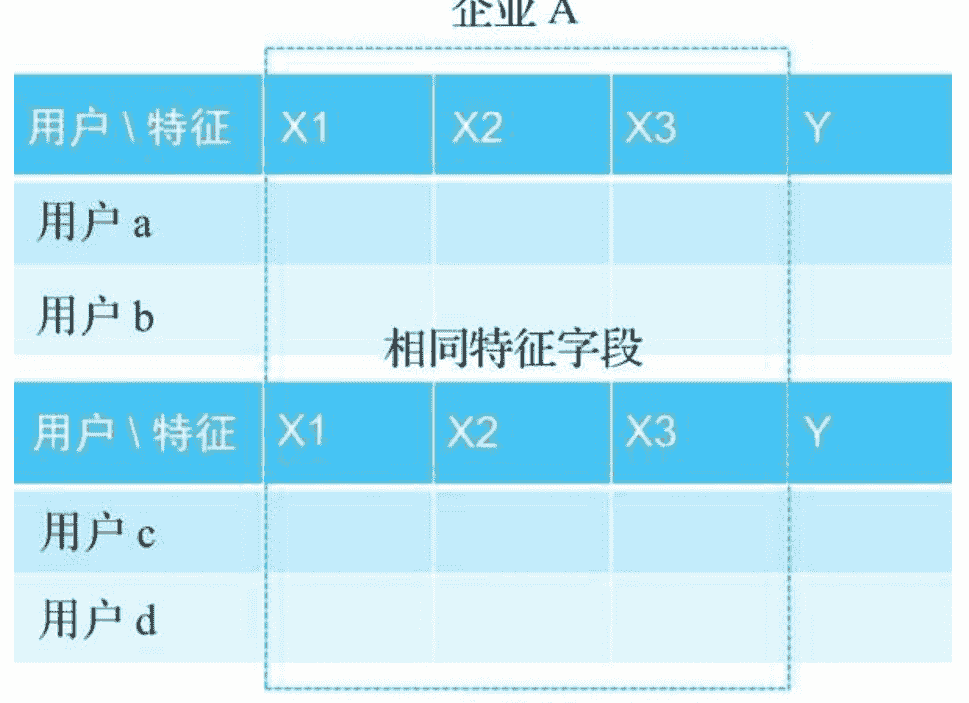 企业 A
用户 \ 特征 X1 X2 X3 Y
用户 a
用户 b
相同特征字段
用户 \ 特征 X1 X2 X3 Y
用户 c
用户 d